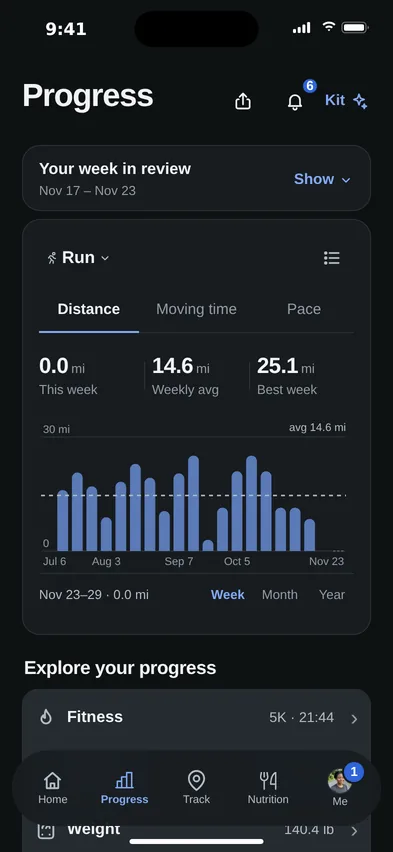 9:41
Progress
6
Kit
Your week in review
Nov 17 – Nov 23
Show
Run
Distance Moving time Pace
0.0 mi 14.6 mi 25.1 mi
This week Weekly avg Best week
30 mi avg 14.6 mi
0
Jul 6 Aug 3 Sep 7 Oct 5 Nov 23
Nov 23–29 · 0.0 mi Week Month Year
Explore your progress
Fitness 5K · 21:44
1
Home Progress Track Nutrition Me
Weight 140.4 lb